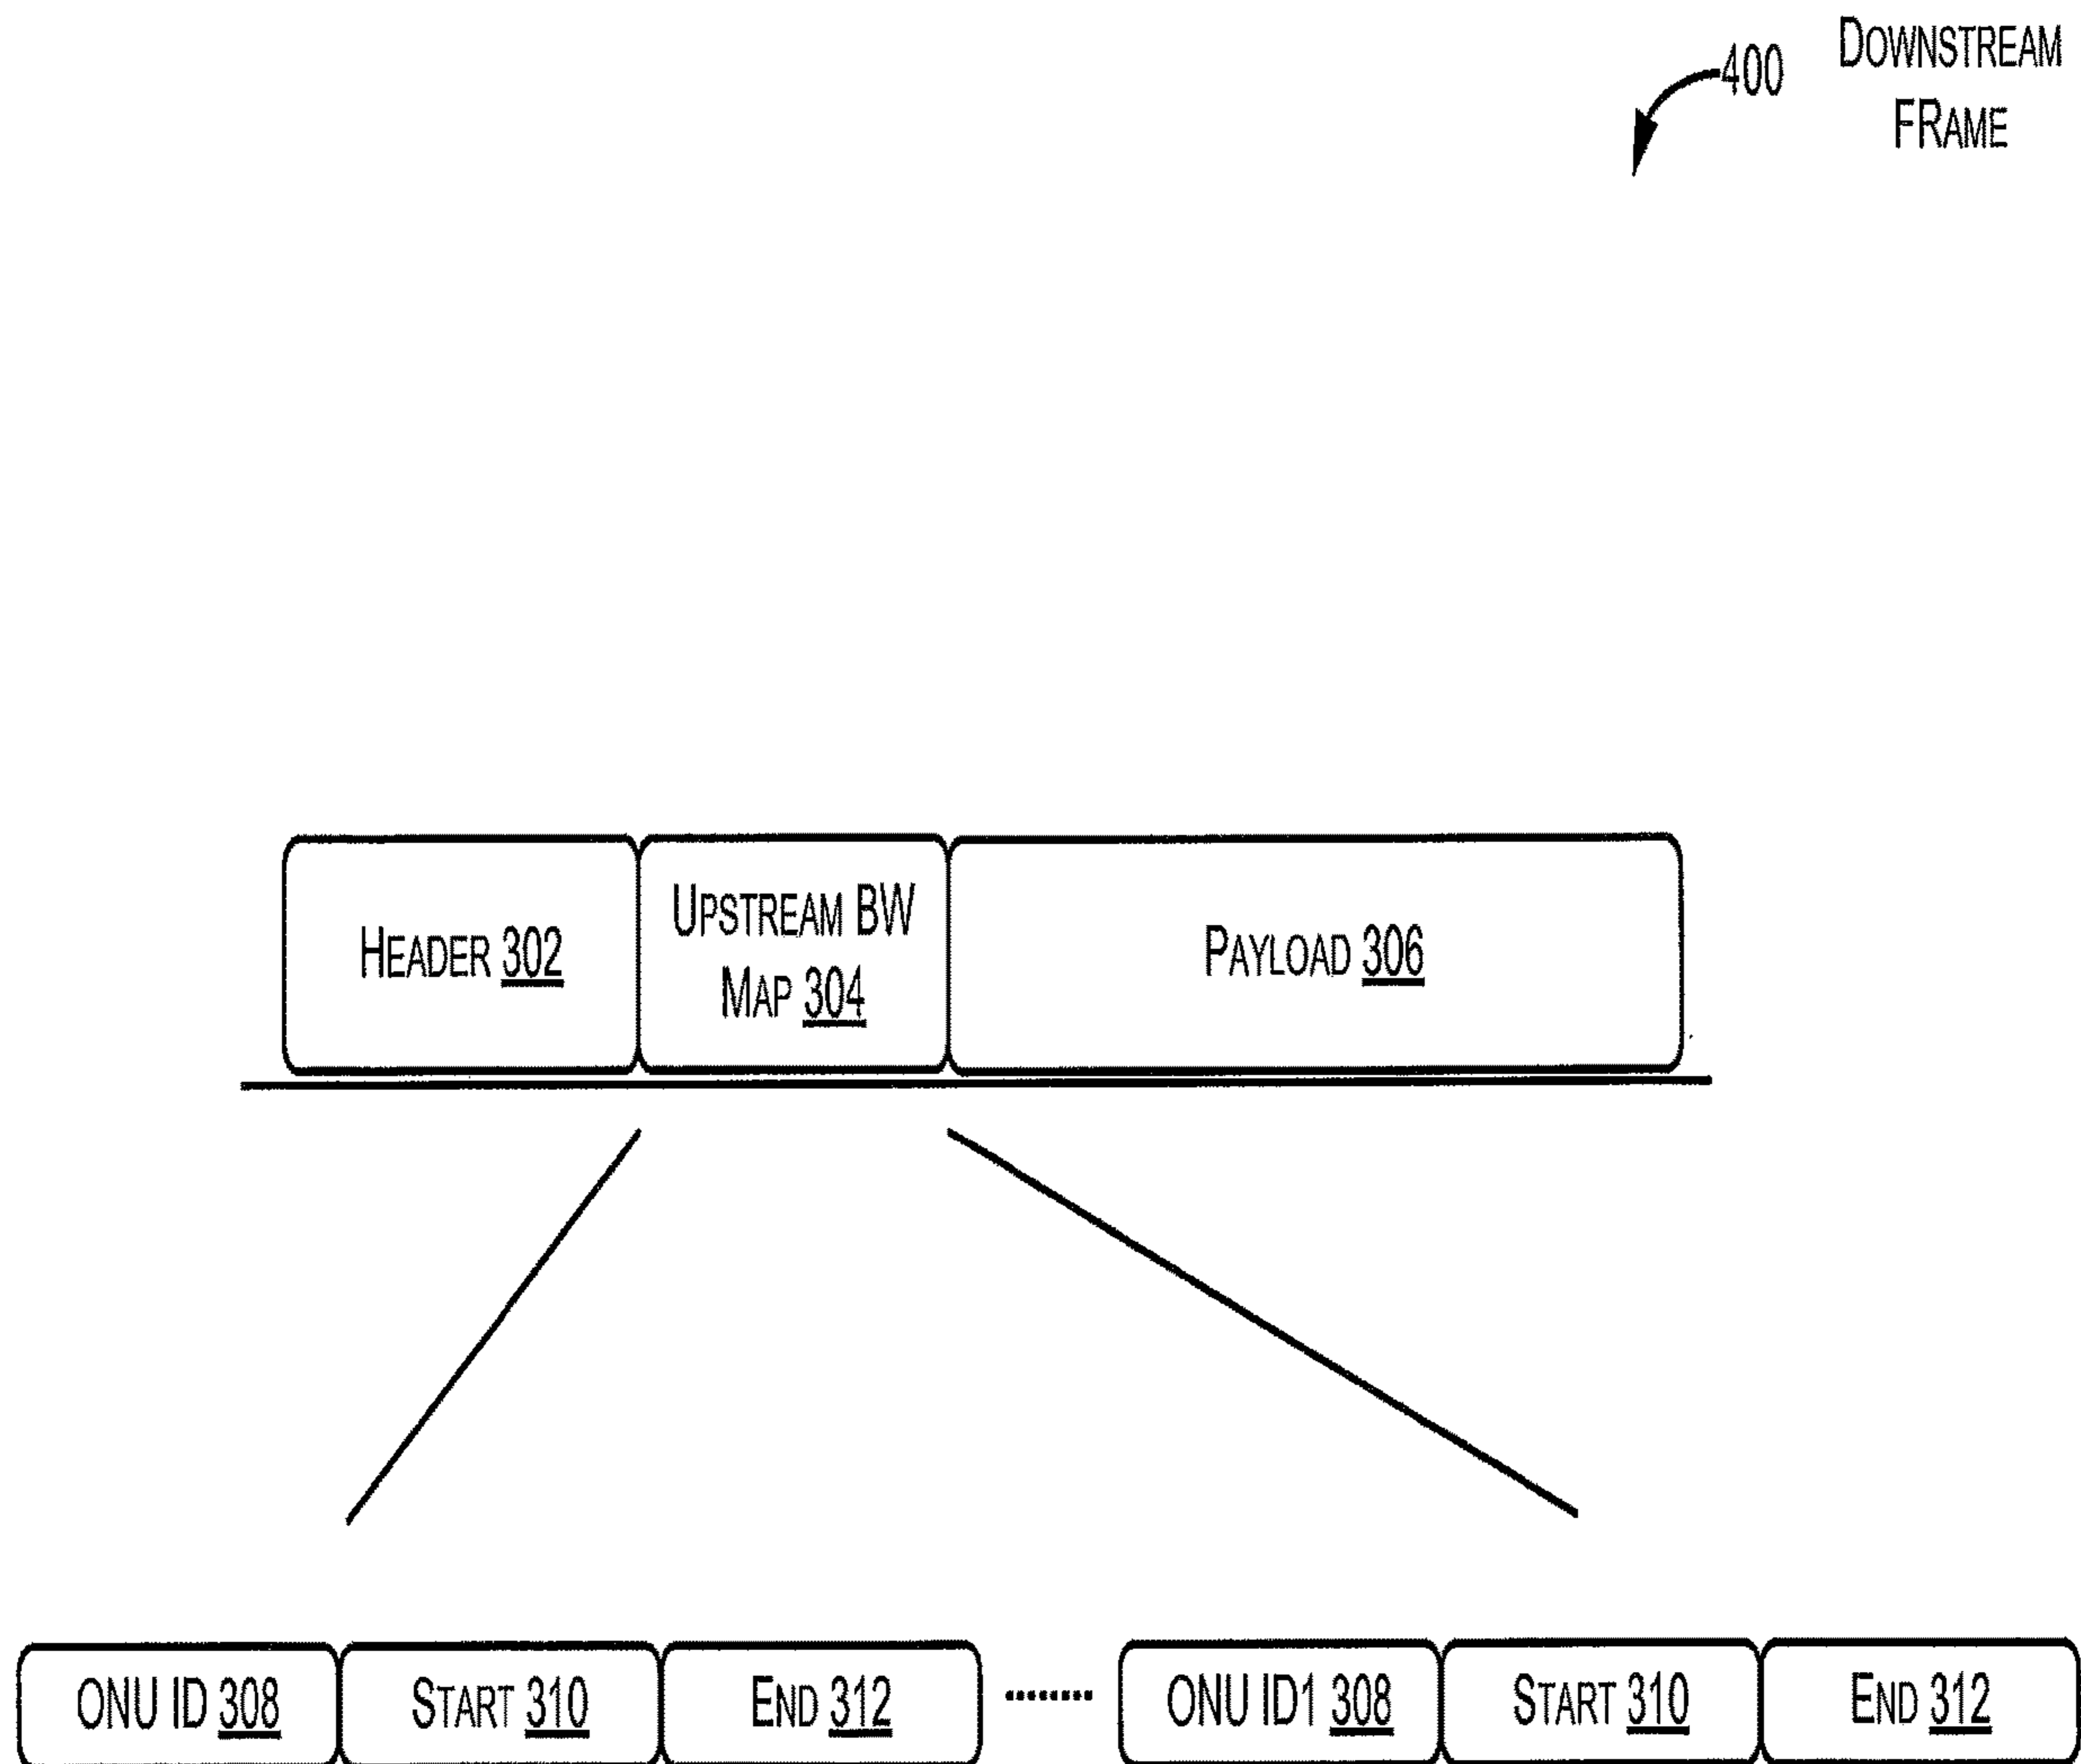 400 DOWNSTREAM
FRAME
HEADER 302
UPSTREAM BW
MAP 304
PAYLOAD 306
ONU ID 308
START 310
END 312
ONU ID1 308
START 310
END 312